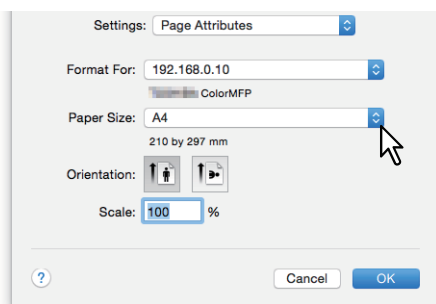 Settings: Page Attributes
Format For: 192.168.0.10
ColorMFP
Paper Size: A4
210 by 297 mm
Orientation:
Scale: 100 %
? Cancel OK